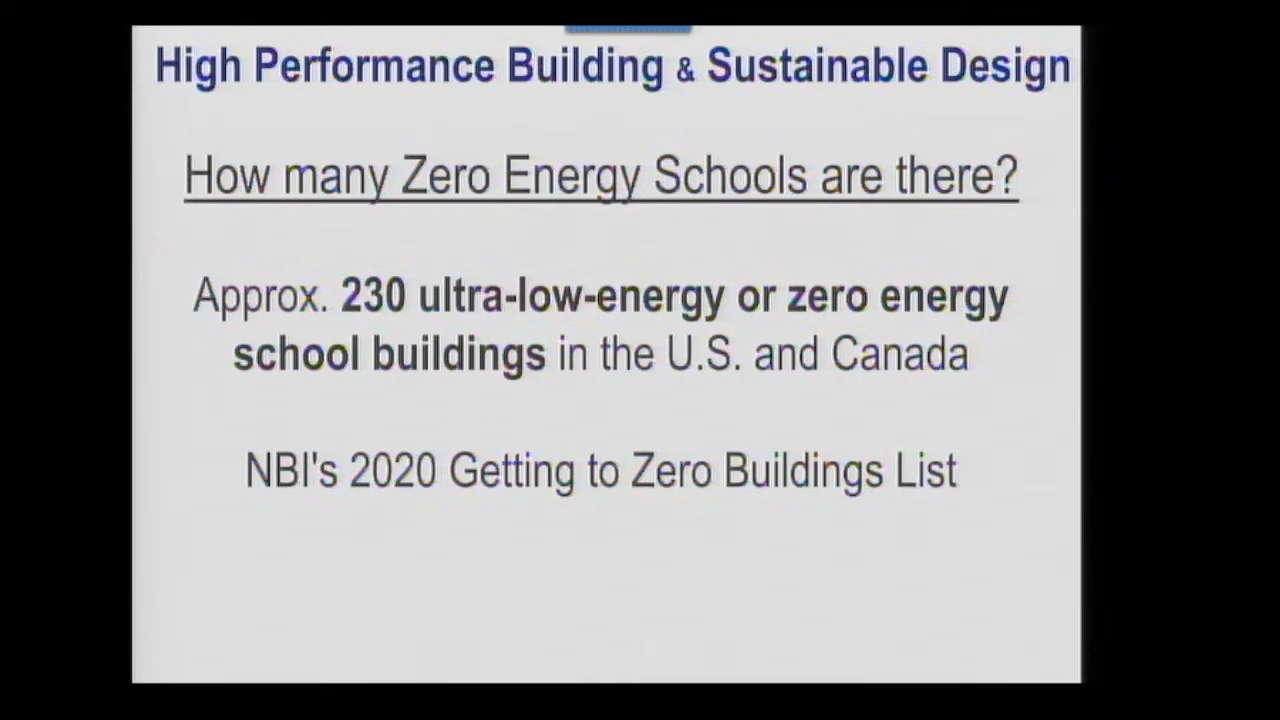 High Performance Building & Sustainable Design
How many Zero Energy Schools are there?
Approx. 230 ultra-low-energy or zero energy
school buildings in the U.S. and Canada
NBI's 2020 Getting to Zero Buildings List